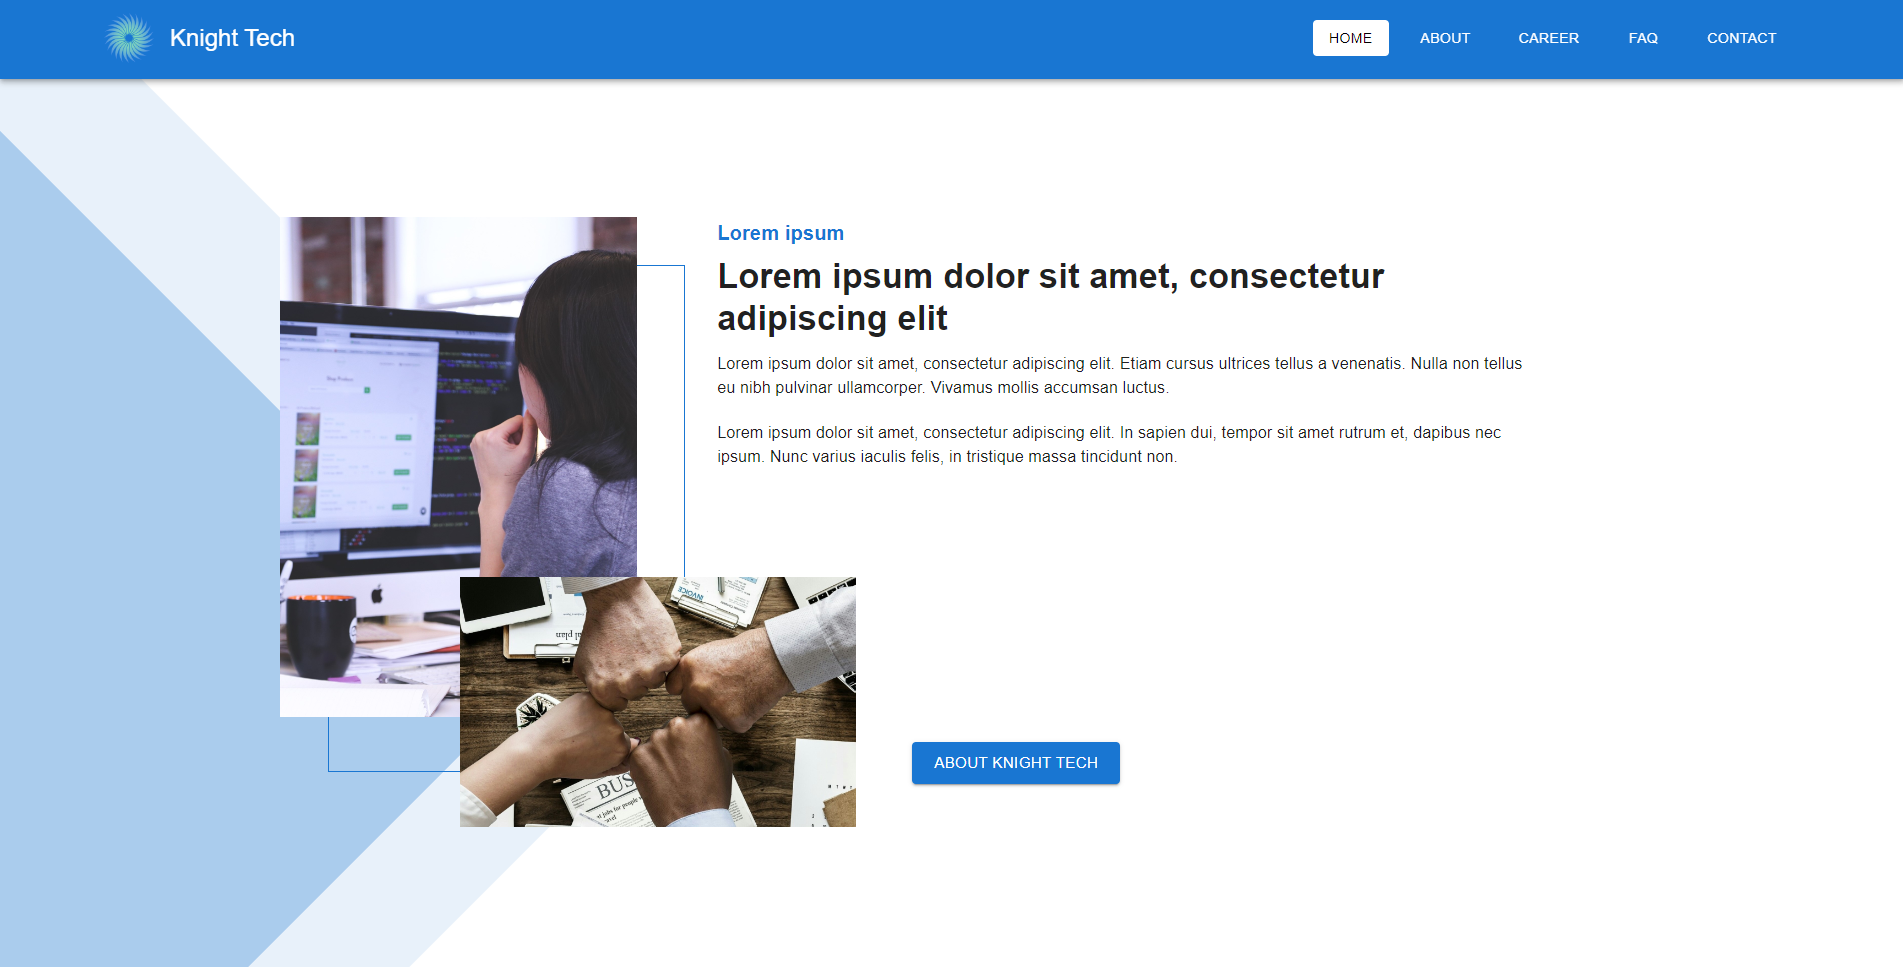 Knight Tech
HOME
ABOUT
CAREER
FAQ
CONTACT
Lorem ipsum
Lorem ipsum dolor sit amet, consectetur
adipiscing elit
Lorem ipsum dolor sit amet, consectetur adipiscing elit. Etiam cursus ultrices tellus a venenatis. Nulla non tellus
eu nibh pulvinar ullamcorper. Vivamus mollis accumsan luctus.
Lorem ipsum dolor sit amet, consectetur adipiscing elit. In sapien dui, tempor sit amet rutrum et, dapibus nec
ipsum. Nunc varius iaculis felis, in tristique massa tincidunt non.
INVOICE
plan
BUS
ABOUT KNIGHT TECH